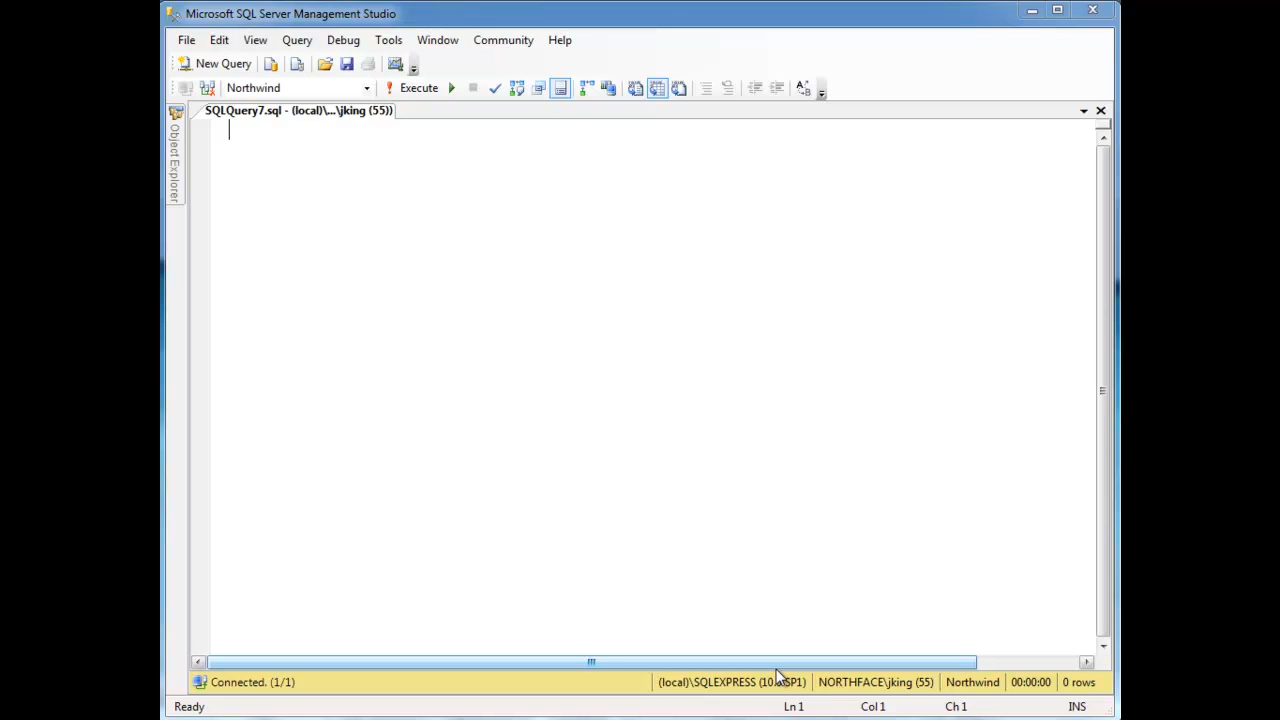 Microsoft SQL Server Management Studio
File Edit View Query Debug Tools Window Community Help
New Query
Northwind Execute
SQLQuery7.sql - (local)\...\jking (55))
Object Explorer
Connected. (1/1) (local)\SQLEXPRESS NORTHFACE\jking (55) Northwind 00:00:00 0 rows
Ready Ln 1 Col 1 Ch 1 INS